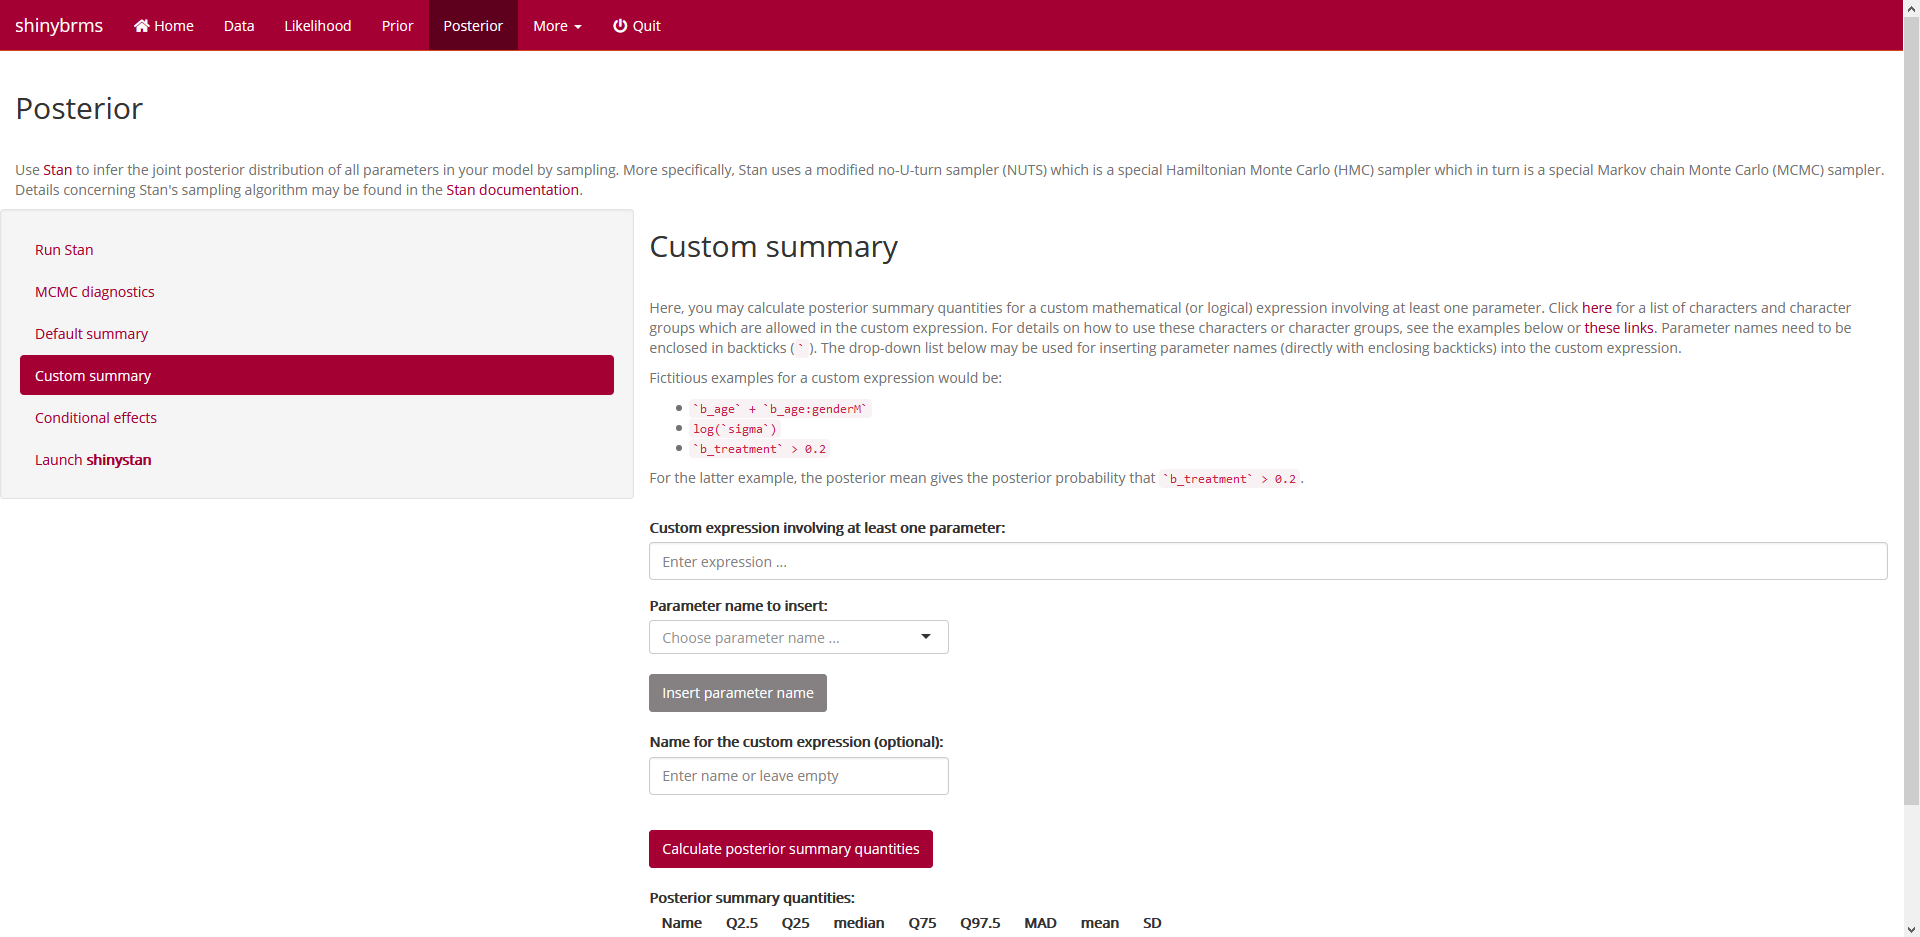 shinybrms Home Data Likelihood Prior Posterior More Quit
Posterior
Use Stan to infer the joint posterior distribution of all parameters in your model by sampling. More specifically, Stan uses a modified no-U-turn sampler (NUTS) which is a special Hamiltonian Monte Carlo (HMC) sampler which in turn is a special Markov chain Monte Carlo (MCMC) sampler.
Details concerning Stan's sampling algorithm may be found in the Stan documentation.
Run Stan
MCMC diagnostics
Default summary
Custom summary
Conditional effects
Launch shinystan
Custom summary
Here, you may calculate posterior summary quantities for a custom mathematical (or logical) expression involving at least one parameter. Click here for a list of characters and character
groups which are allowed in the custom expression. For details on how to use these characters or character groups, see the examples below or these links. Parameter names need to be
enclosed in backticks (`). The drop-down list below may be used for inserting parameter names (directly with enclosing backticks) into the custom expression.
Fictitious examples for a custom expression would be:
`b_age` + `b_age:genderM`
log(`sigma`)
`b_treatment` > 0.2
For the latter example, the posterior mean gives the posterior probability that `b_treatment` > 0.2.
Custom expression involving at least one parameter:
Enter expression ...
Parameter name to insert:
Choose parameter name ...
Insert parameter name
Name for the custom expression (optional):
Enter name or leave empty
Calculate posterior summary quantities
Posterior summary quantities:
Name Q2.5 Q25 median Q75 Q97.5 MAD mean SD